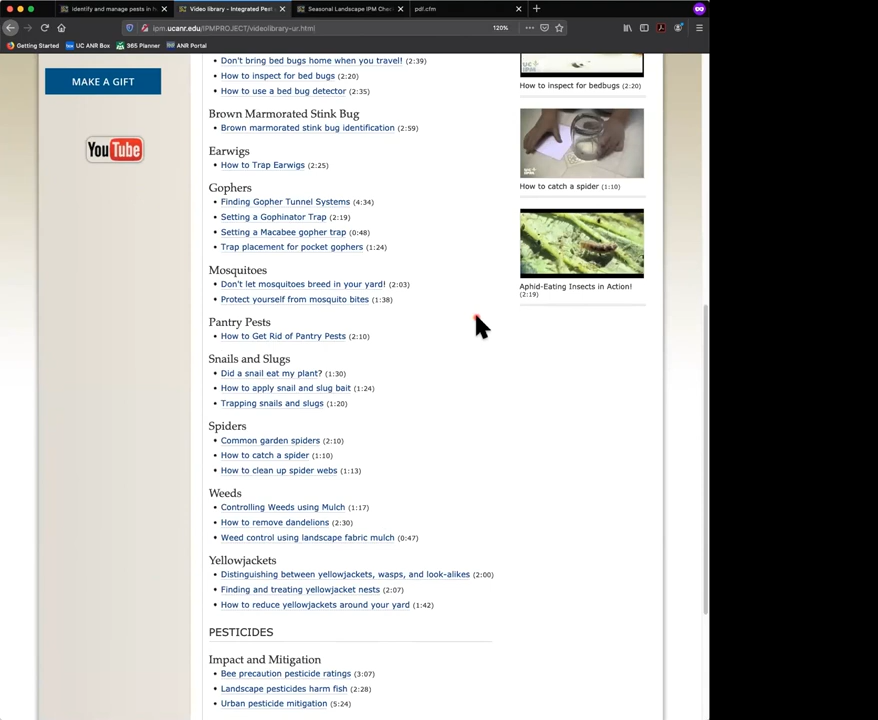 Identify and manage pests in h
Video library - Integrated Pest
Seasonal Landscape IPM Chec
pdf.cfm
ipm.ucanr.edu/IPMPROJECT/videolibrary-ur.html
120%
Getting Started
UC ANR Box
365 Planner
ANR Portal
MAKE A GIFT
YouTube
Don't bring bed bugs home when you travel! (2:39)
How to inspect for bed bugs (2:20)
How to use a bed bug detector (2:35)
Brown Marmorated Stink Bug
Brown marmorated stink bug identification (2:59)
Earwigs
How to Trap Earwigs (2:25)
Gophers
Finding Gopher Tunnel Systems (4:34)
Setting a Gophinator Trap (2:19)
Setting a Macabee gopher trap (0:48)
Trap placement for pocket gophers (1:24)
Mosquitoes
Don't let mosquitoes breed in your yard! (2:03)
Protect yourself from mosquito bites (1:38)
Pantry Pests
How to Get Rid of Pantry Pests (2:10)
Snails and Slugs
Did a snail eat my plant? (1:30)
How to apply snail and slug bait (1:24)
Trapping snails and slugs (1:20)
Spiders
Common garden spiders (2:10)
How to catch a spider (1:10)
How to clean up spider webs (1:13)
Weeds
Controlling Weeds using Mulch (1:17)
How to remove dandelions (2:30)
Weed control using landscape fabric mulch (0:47)
Yellowjackets
Distinguishing between yellowjackets, wasps, and look-alikes (2:00)
Finding and treating yellowjacket nests (2:07)
How to reduce yellowjackets around your yard (1:42)
PESTICIDES
Impact and Mitigation
Bee precaution pesticide ratings (3:07)
Landscape pesticides harm fish (2:28)
Urban pesticide mitigation (5:24)
How to inspect for bedbugs (2:20)
How to catch a spider (1:10)
Aphid-Eating Insects in Action!
(2:19)